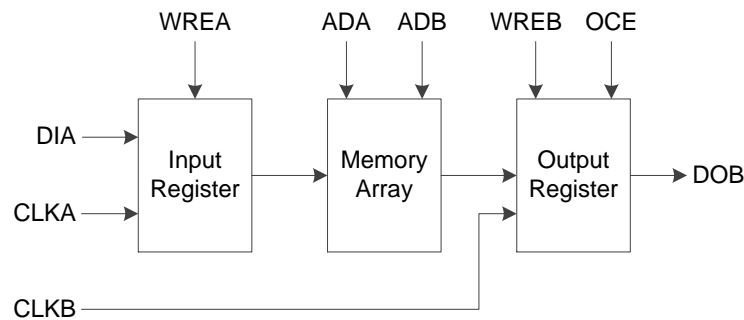 WREA
ADA
ADB
WREB
OCE
DIA
Input
Register
Memory
Array
Output
Register
DOB
CLKA
CLKB